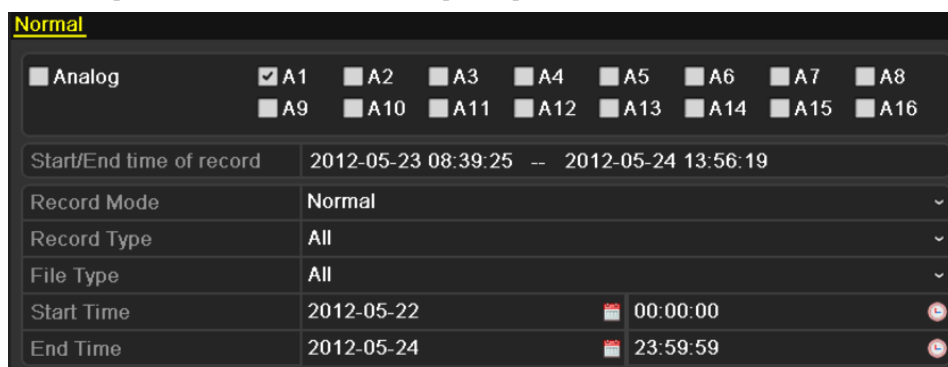 Normal
Analog A1 A2 A3 A4 A5 A6 A7 A8
A9 A10 A11 A12 A13 A14 A15 A16
Start/End time of record 2012-05-23 08:39:25 -- 2012-05-24 13:56:19
Record Mode Normal
Record Type All
File Type All
Start Time 2012-05-22 00:00:00
End Time 2012-05-24 23:59:59